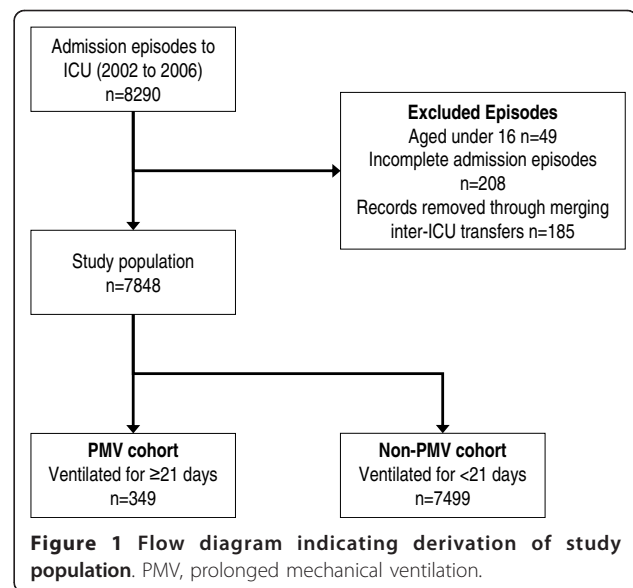 Admission episodes to
ICU (2002 to 2006)
n=8290
Excluded Episodes
Aged under 16 n=49
Incomplete admission episodes
n=208
Records removed through merging
inter-ICU transfers n=185
Study population
n=7848
PMV cohort
Ventilated for ≥21 days
n=349
Non-PMV cohort
Ventilated for <21 days
n=7499
Figure 1 Flow diagram indicating derivation of study
population. PMV, prolonged mechanical ventilation.